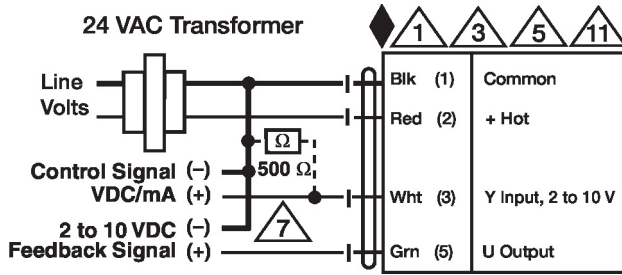 24 VAC Transformer
1 3 5 11
Line
Volts
Blk (1) Common
Red (2) + Hot
Ω
500 Ω
Control Signal (–)
VDC/mA (+)
Wht (3) Y Input, 2 to 10 V
7
2 to 10 VDC (–)
Feedback Signal (+)
Grn (5) U Output